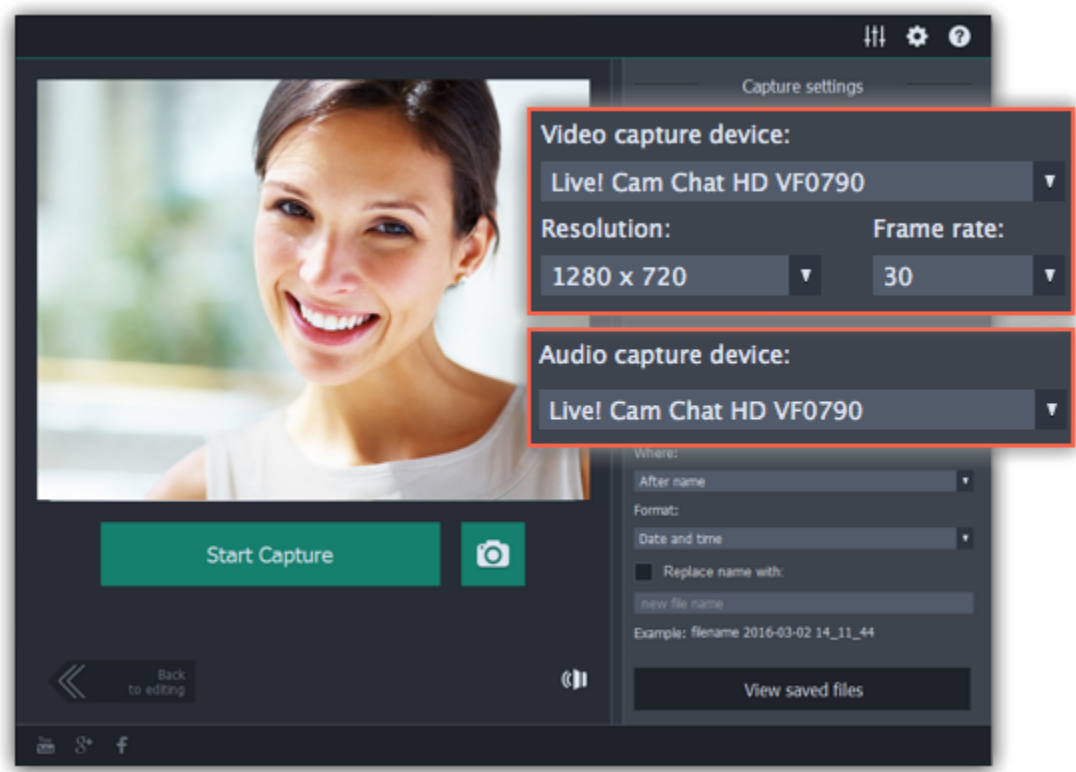 Capture settings
Video capture device:
Live! Cam Chat HD VF0790
Resolution:
Frame rate:
1280 x 720
30
Audio capture device:
Live! Cam Chat HD VF0790
Where:
After name
Format:
Date and time
Replace name with:
new file name
Example: filename 2016-03-02 14_11_44
View saved files
Start Capture
Back
to editing